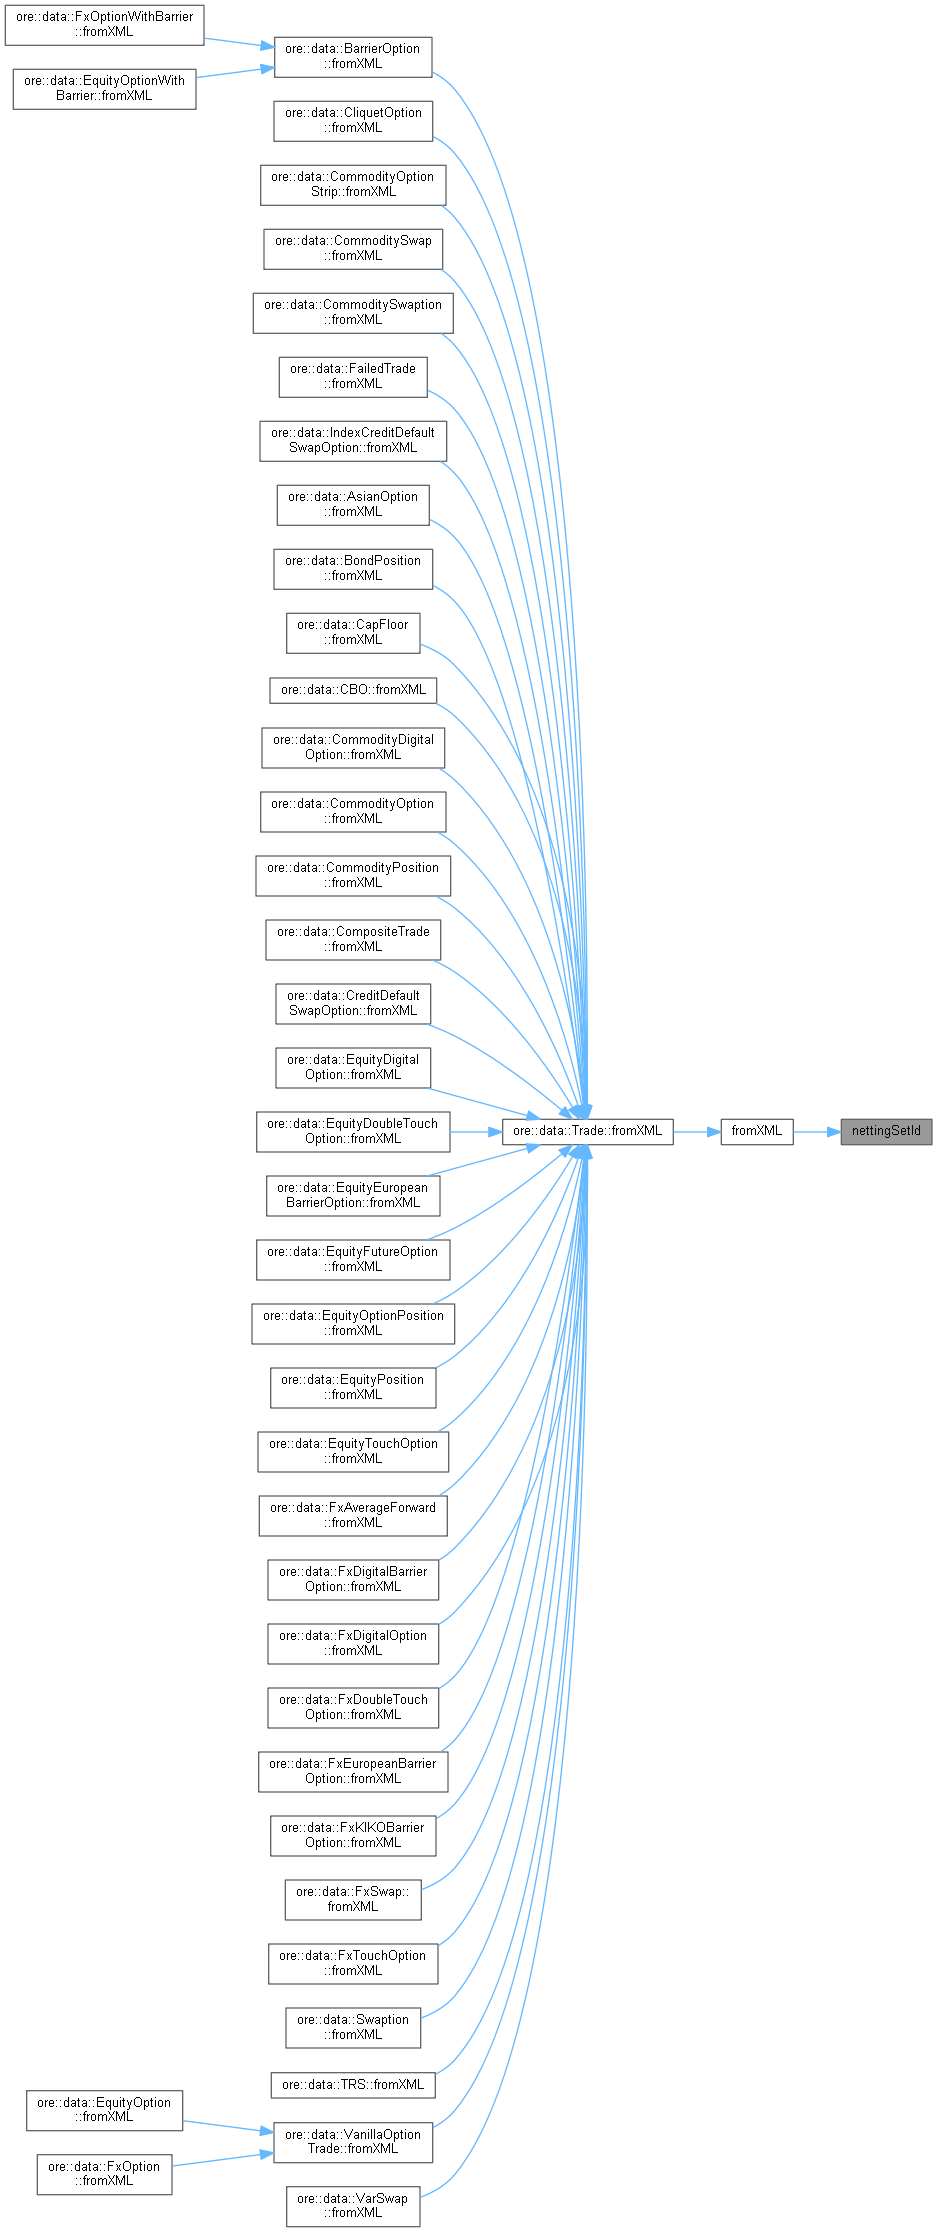 ore::data::FxOptionWithBarrier
::fromXML
ore::data::EquityOptionWith
Barrier::fromXML
ore::data::BarrierOption
::fromXML
ore::data::CliquetOption
::fromXML
ore::data::CommodityOption
Strip::fromXML
ore::data::CommoditySwap
::fromXML
ore::data::CommoditySwaption
::fromXML
ore::data::FailedTrade
::fromXML
ore::data::IndexCreditDefault
SwapOption::fromXML
ore::data::AsianOption
::fromXML
ore::data::BondPosition
::fromXML
ore::data::CapFloor
::fromXML
ore::data::CBO::fromXML
ore::data::CommodityDigital
Option::fromXML
ore::data::CommodityOption
::fromXML
ore::data::CommodityPosition
::fromXML
ore::data::CompositeTrade
::fromXML
ore::data::CreditDefault
SwapOption::fromXML
ore::data::EquityDigital
Option::fromXML
ore::data::EquityDoubleTouch
Option::fromXML
ore::data::Trade::fromXML
fromXML
nettingSetId
ore::data::EquityEuropean
BarrierOption::fromXML
ore::data::EquityFutureOption
::fromXML
ore::data::EquityOptionPosition
::fromXML
ore::data::EquityPosition
::fromXML
ore::data::EquityTouchOption
::fromXML
ore::data::FxAverageForward
::fromXML
ore::data::FxDigitalBarrier
Option::fromXML
ore::data::FxDigitalOption
::fromXML
ore::data::FxDoubleTouch
Option::fromXML
ore::data::FxEuropeanBarrier
Option::fromXML
ore::data::FxKIKOBarrier
Option::fromXML
ore::data::FxSwap::
fromXML
ore::data::FxTouchOption
::fromXML
ore::data::Swaption
::fromXML
ore::data::TRS::fromXML
ore::data::EquityOption
::fromXML
ore::data::VanillaOption
Trade::fromXML
ore::data::FxOption
::fromXML
ore::data::VarSwap
::fromXML